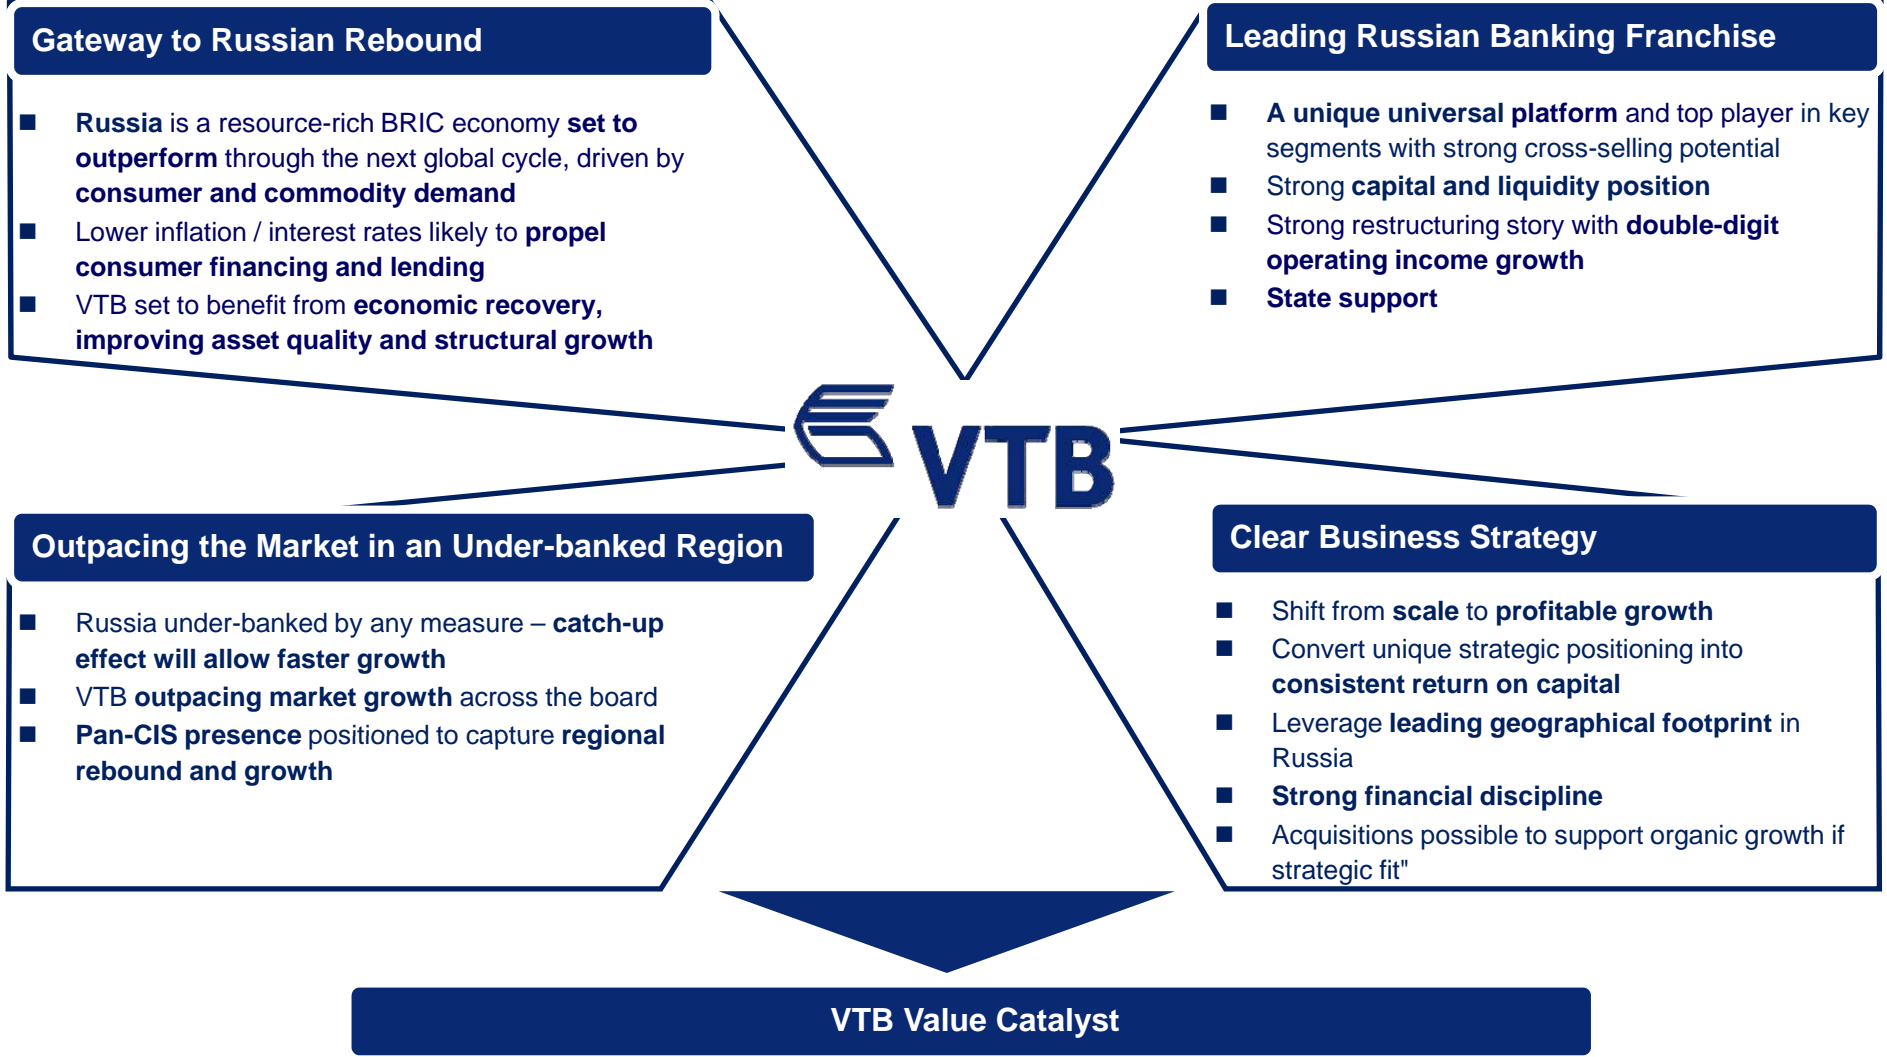 Gateway to Russian Rebound
■ Russia is a resource-rich BRIC economy set to
outperform through the next global cycle, driven by
consumer and commodity demand
■ Lower inflation / interest rates likely to propel
consumer financing and lending
■ VTB set to benefit from economic recovery,
improving asset quality and structural growth
Leading Russian Banking Franchise
■ A unique universal platform and top player in key
segments with strong cross-selling potential
■ Strong capital and liquidity position
■ Strong restructuring story with double-digit
operating income growth
■ State support
VTB
Outpacing the Market in an Under-banked Region
■ Russia under-banked by any measure – catch-up
effect will allow faster growth
■ VTB outpacing market growth across the board
■ Pan-CIS presence positioned to capture regional
rebound and growth
Clear Business Strategy
■ Shift from scale to profitable growth
■ Convert unique strategic positioning into
consistent return on capital
■ Leverage leading geographical footprint in
Russia
■ Strong financial discipline
■ Acquisitions possible to support organic growth if
strategic fit"
VTB Value Catalyst